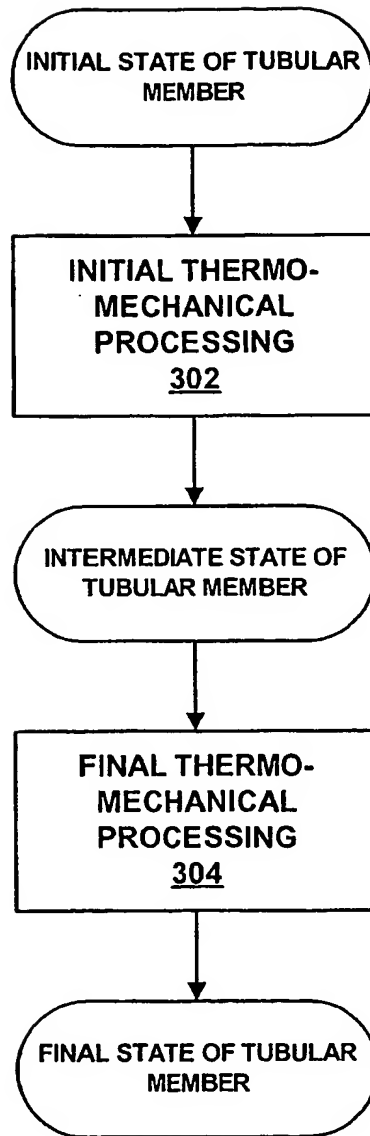 INITIAL STATE OF TUBULAR
MEMBER
INITIAL THERMO-
MECHANICAL
PROCESSING
302
INTERMEDIATE STATE OF
TUBULAR MEMBER
FINAL THERMO-
MECHANICAL
PROCESSING
304
FINAL STATE OF TUBULAR
MEMBER